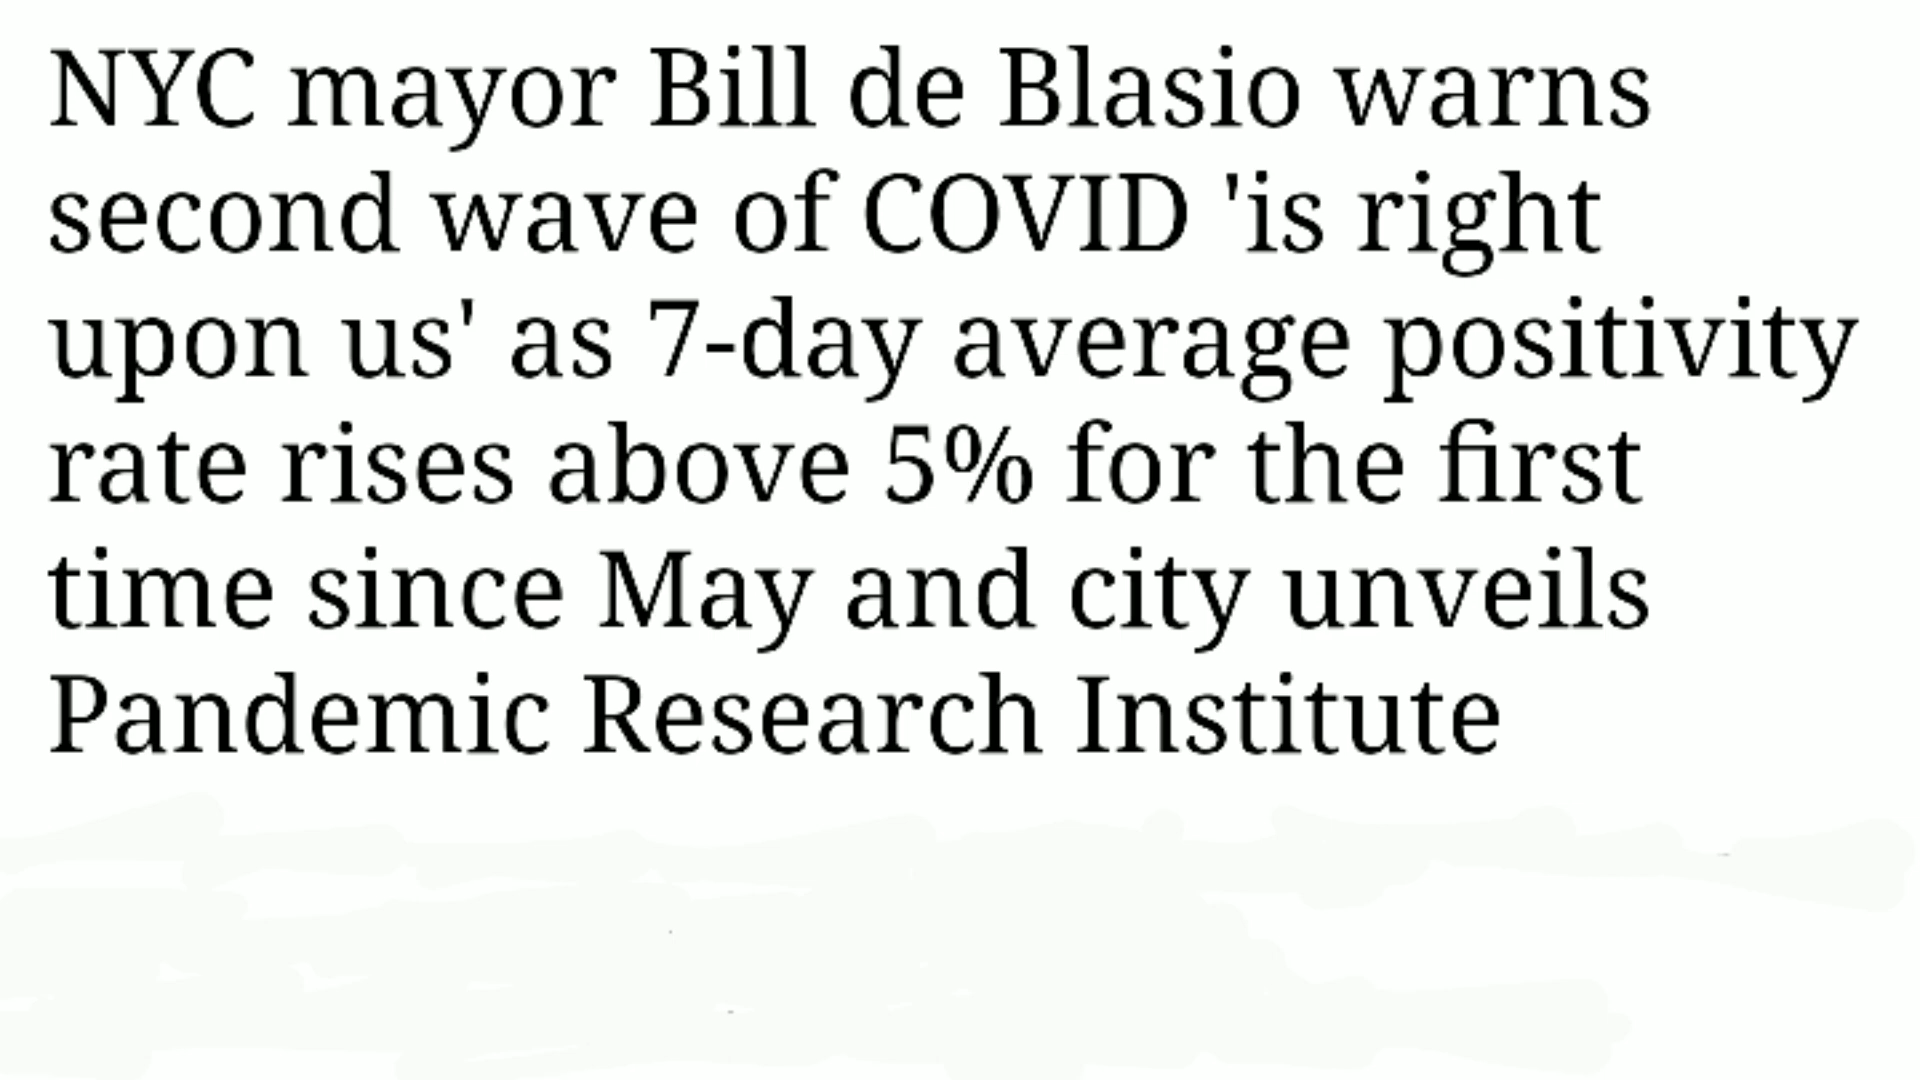 NYC mayor Bill de Blasio warns
second wave of COVID 'is right
upon us' as 7-day average positivity
rate rises above 5% for the first
time since May and city unveils
Pandemic Research Institute